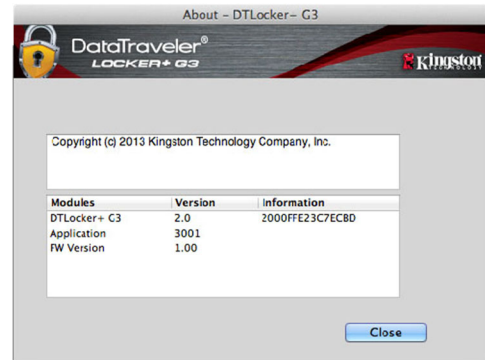 About - DTLocker- G3
DataTraveler®
LOCKER+ G3
Kingston
TECHNOLOGY
Copyright (c) 2013 Kingston Technology Company, Inc.
Modules Version Information
DTLocker+ G3 2.0 2000FFE23C7ECBD
Application 3001
FW Version 1.00
Close